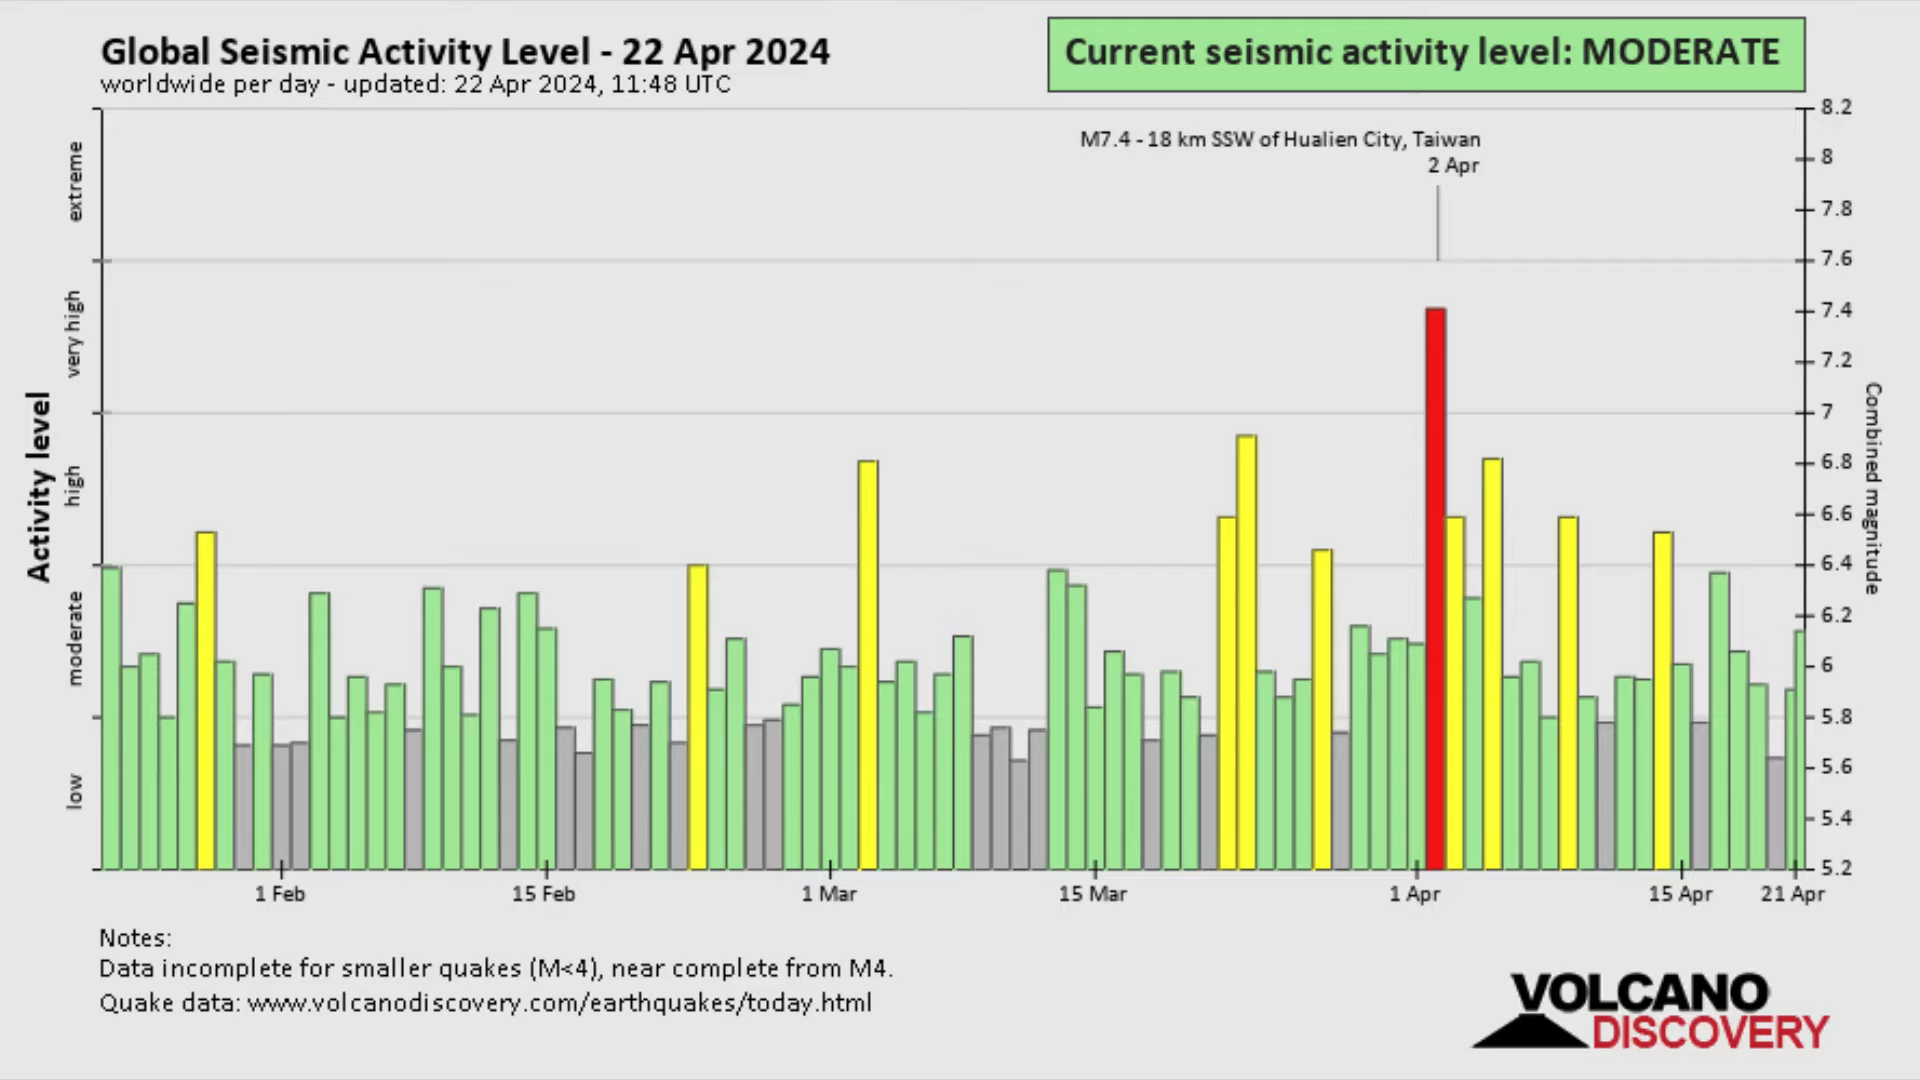 Global Seismic Activity Level - 22 Apr 2024
worldwide per day - updated: 22 Apr 2024, 11:48 UTC
Current seismic activity level: MODERATE
M7.4 - 18 km SSW of Hualien City, Taiwan
2 Apr
Activity level
extreme
very high
high
moderate
low
8.2
8
7.8
7.6
7.4
7.2
7
6.8
6.6
6.4
6.2
6
5.8
5.6
5.4
5.2
Combined magnitude
1 Feb
15 Feb
1 Mar
15 Mar
1 Apr
15 Apr
21 Apr
Notes:
Data incomplete for smaller quakes (M<4), near complete from M4.
Quake data: www.volcanodiscovery.com/earthquakes/today.html
VOLCANO
DISCOVERY